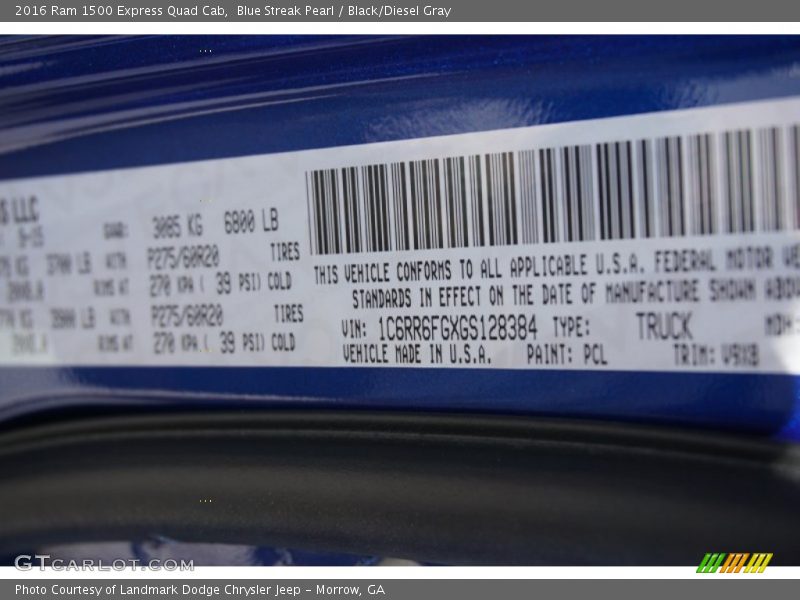 2016 Ram 1500 Express Quad Cab,  Blue Streak Pearl / Black/Diesel Gray
LLC
3085 KG 6800 LB
P275/60R20 TIRES
270 KPA ( 39 PSI) COLD
P275/60R20 TIRES
270 KPA ( 39 PSI) COLD
THIS VEHICLE CONFORMS TO ALL APPLICABLE U.S.A. FEDERAL MOTOR
STANDARDS IN EFFECT ON THE DATE OF MANUFACTURE SHOWN
VIN: 1C6RR6FGXGS128384 TYPE: TRUCK
VEHICLE MADE IN U.S.A. PAINT: PCL TRIM:
GTCARLOT.COM
Photo Courtesy of Landmark Dodge Chrysler Jeep – Morrow, GA